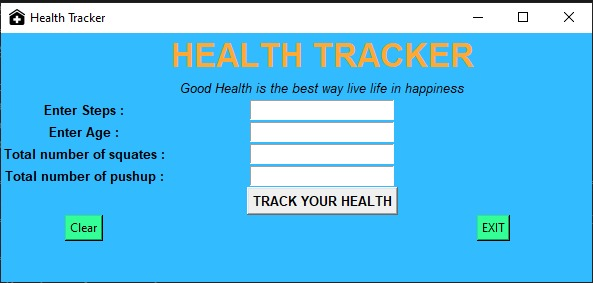 Health Tracker
HEALTH TRACKER
Good Health is the best way live life in happiness
Enter Steps :
Enter Age :
Total number of squates :
Total number of pushup :
TRACK YOUR HEALTH
Clear EXIT